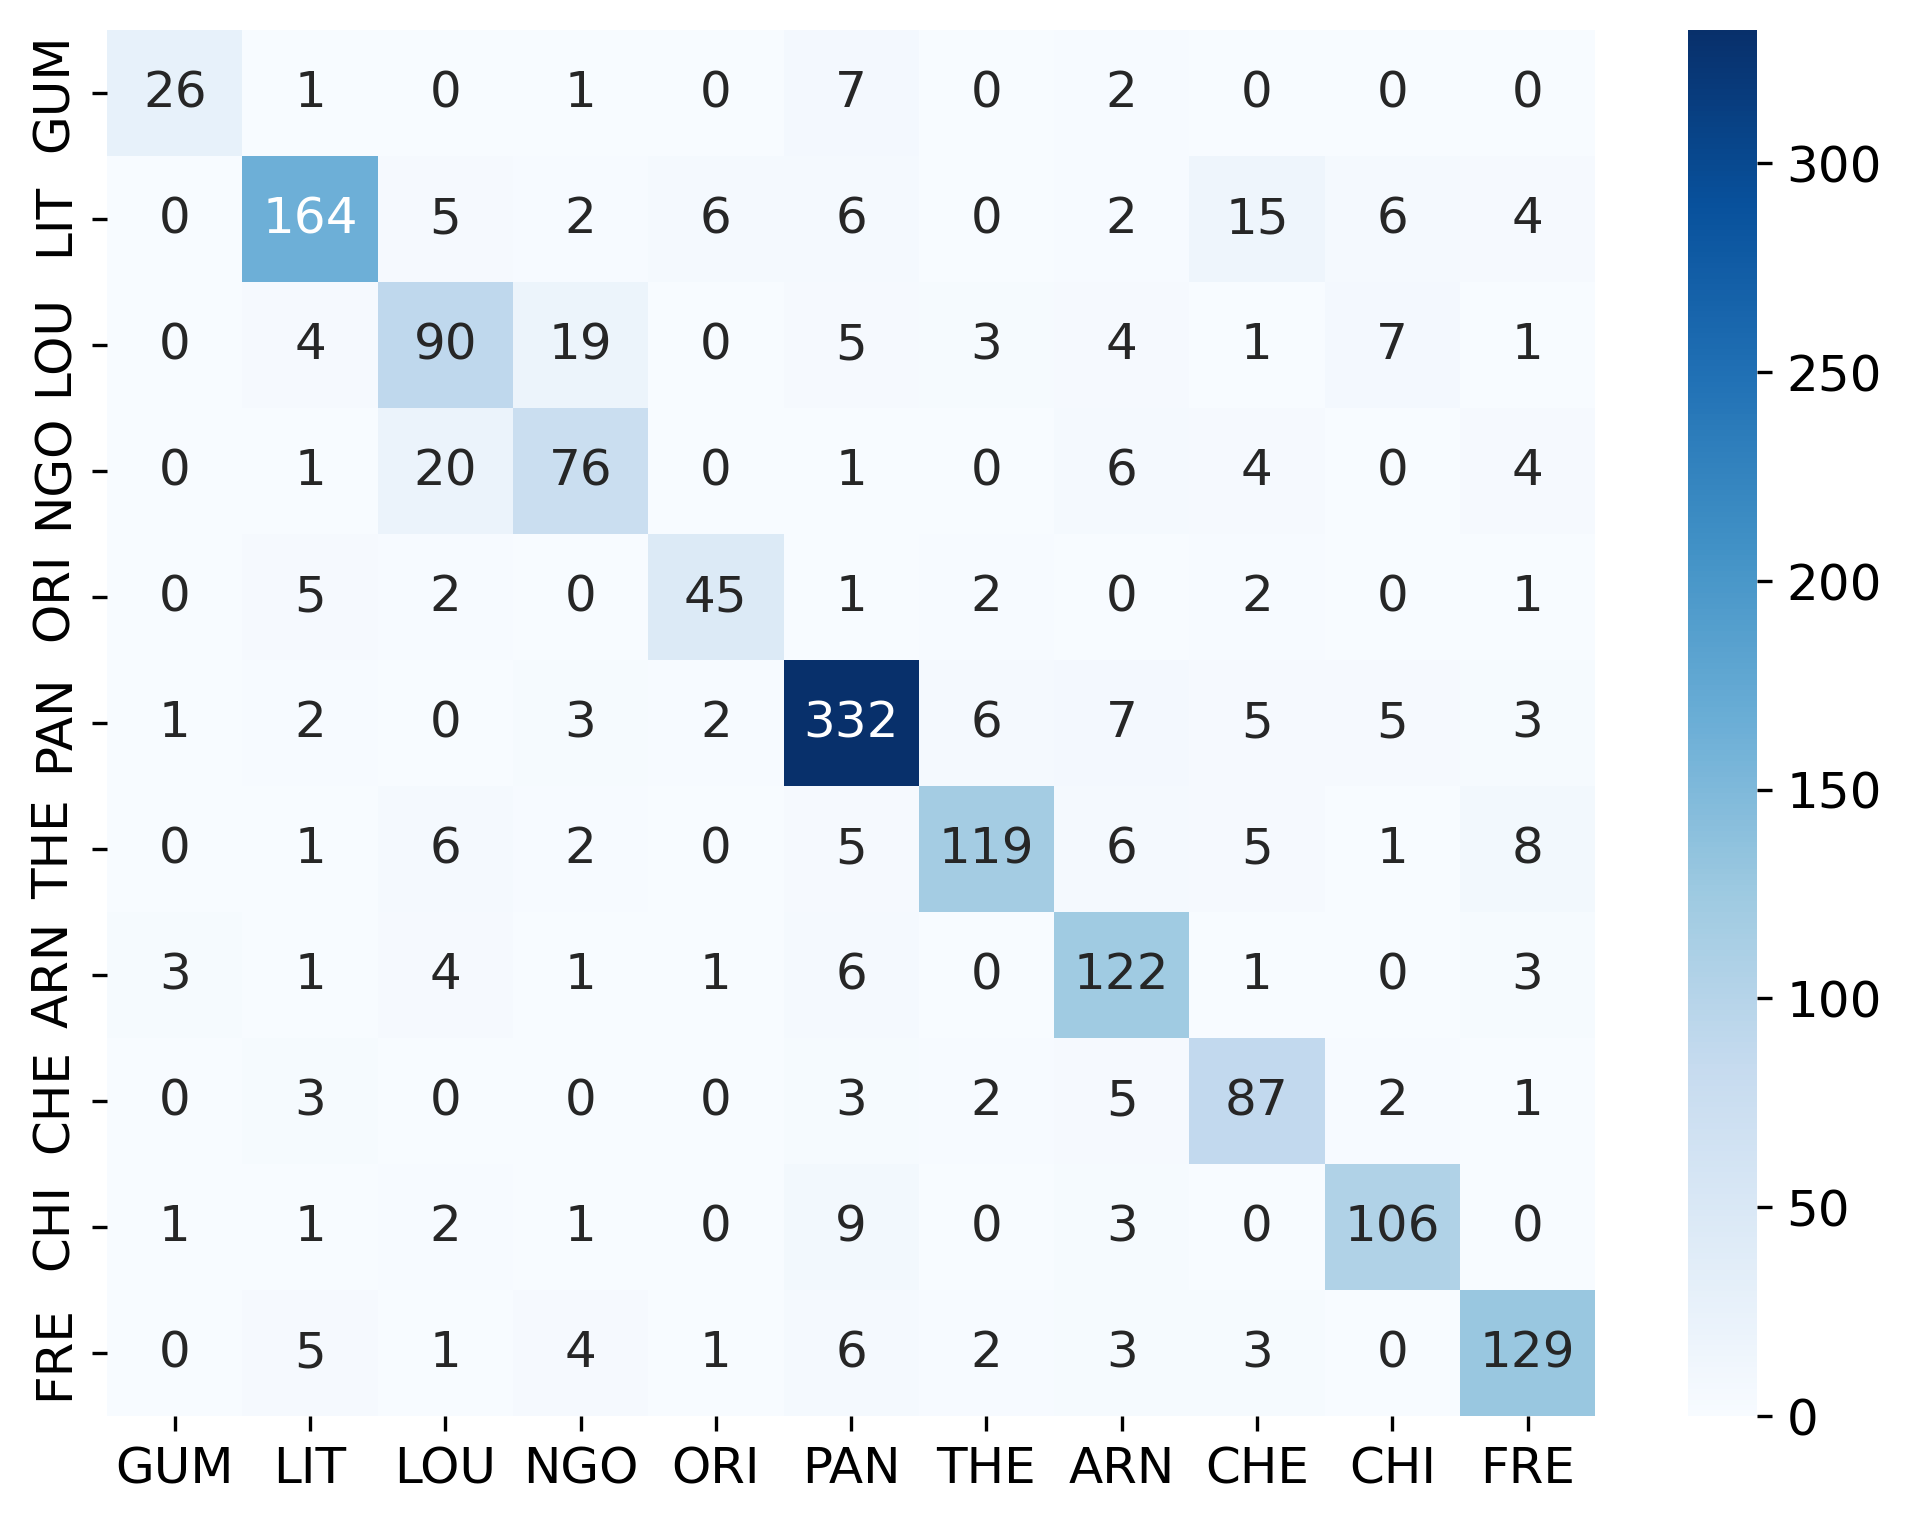 GUM 26 1 0 1 0 7 0 2 0 0 0
LIT 0 164 5 2 6 6 0 2 15 6 4
LOU 0 4 90 19 0 5 3 4 1 7 1
NGO 0 1 20 76 0 1 0 6 4 0 4
ORI 0 5 2 0 45 1 2 0 2 0 1
PAN 1 2 0 3 2 332 6 7 5 5 3
THE 0 1 6 2 0 5 119 6 5 1 8
ARN 3 1 4 1 1 6 0 122 1 0 3
CHE 0 3 0 0 0 3 2 5 87 2 1
CHI 1 1 2 1 0 9 0 3 0 106 0
FRE 0 5 1 4 1 6 2 3 3 0 129
GUM LIT LOU NGO ORI PAN THE ARN CHE CHI FRE
300
250
200
150
100
50
0